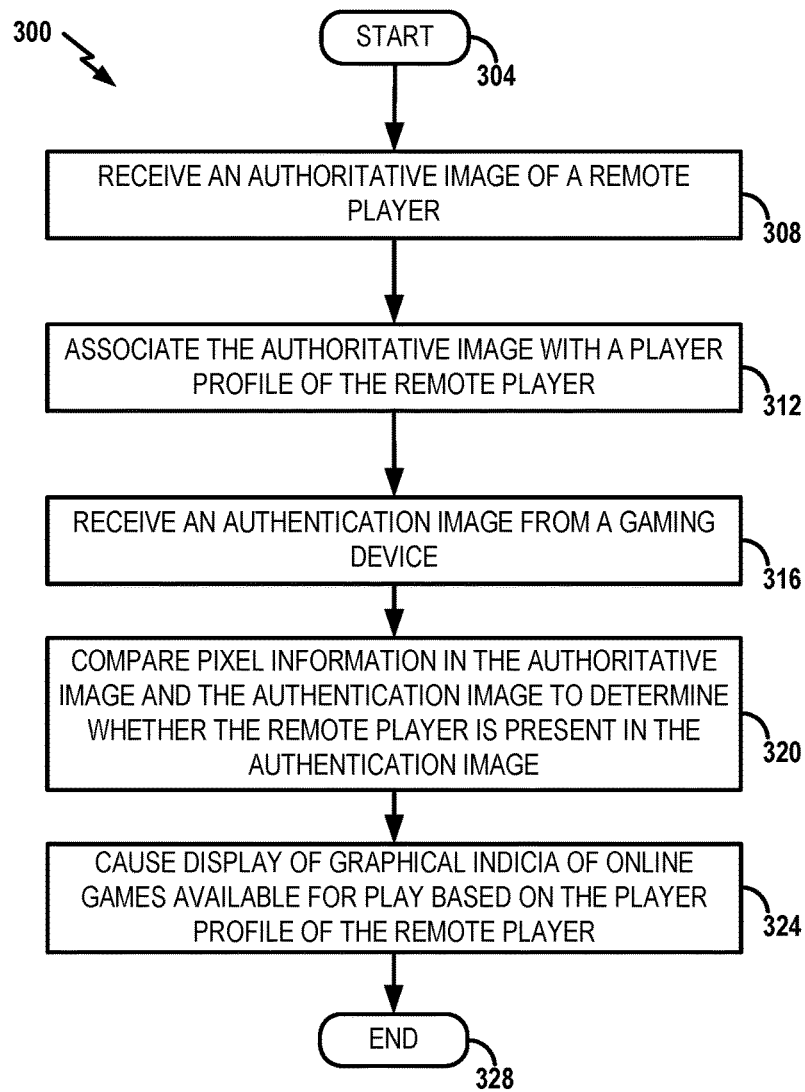 300
START
304
RECEIVE AN AUTHORITATIVE IMAGE OF A REMOTE
PLAYER
308
ASSOCIATE THE AUTHORITATIVE IMAGE WITH A PLAYER
PROFILE OF THE REMOTE PLAYER
312
RECEIVE AN AUTHENTICATION IMAGE FROM A GAMING
DEVICE
316
COMPARE PIXEL INFORMATION IN THE AUTHORITATIVE
IMAGE AND THE AUTHENTICATION IMAGE TO DETERMINE
WHETHER THE REMOTE PLAYER IS PRESENT IN THE
AUTHENTICATION IMAGE
320
CAUSE DISPLAY OF GRAPHICAL INDICIA OF ONLINE
GAMES AVAILABLE FOR PLAY BASED ON THE PLAYER
PROFILE OF THE REMOTE PLAYER
324
END
328